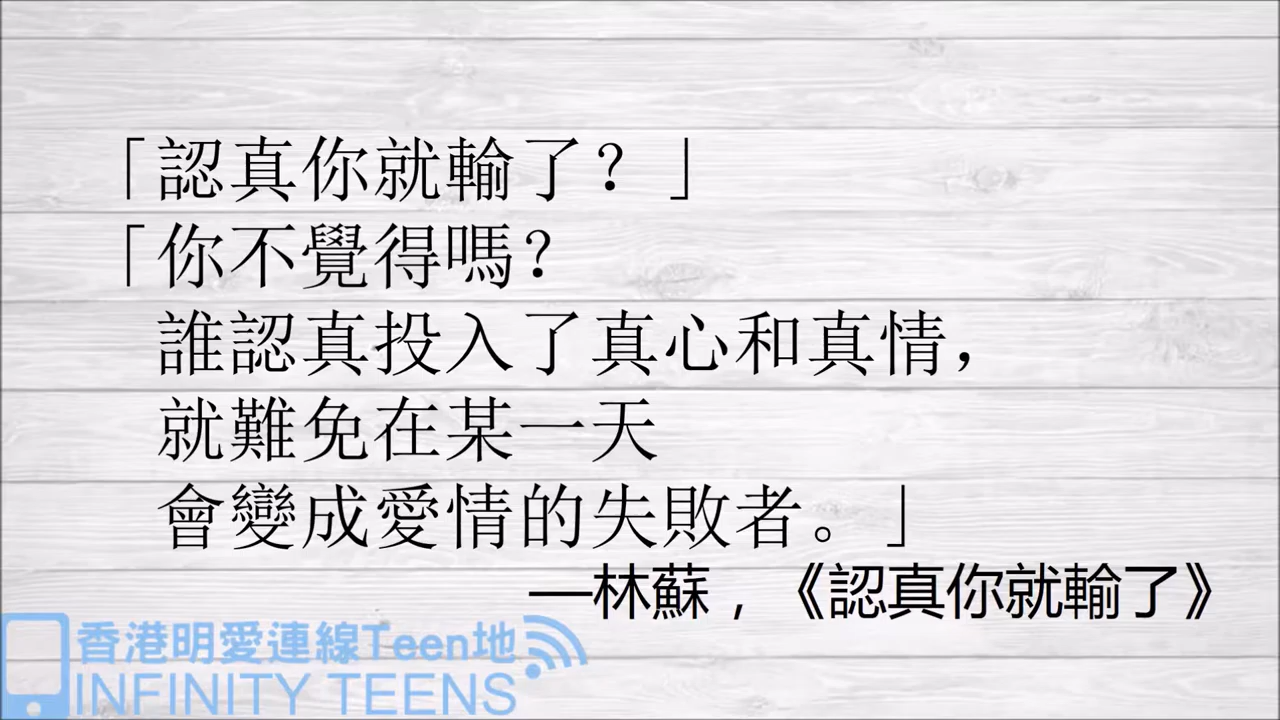 「認真你就輸了？」
「你不覺得嗎？
誰認真投入了真心和真情，
就難免在某一天
會變成愛情的失敗者。」
—林蘇，《認真你就輸了》
香港明愛連線Teen地
INFINITY TEENS